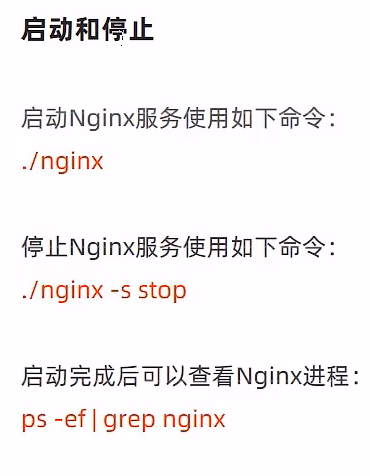 启动和停止
启动Nginx服务使用如下命令：
./nginx
停止Nginx服务使用如下命令：
./nginx -s stop
启动完成后可以查看Nginx进程：
ps -ef | grep nginx